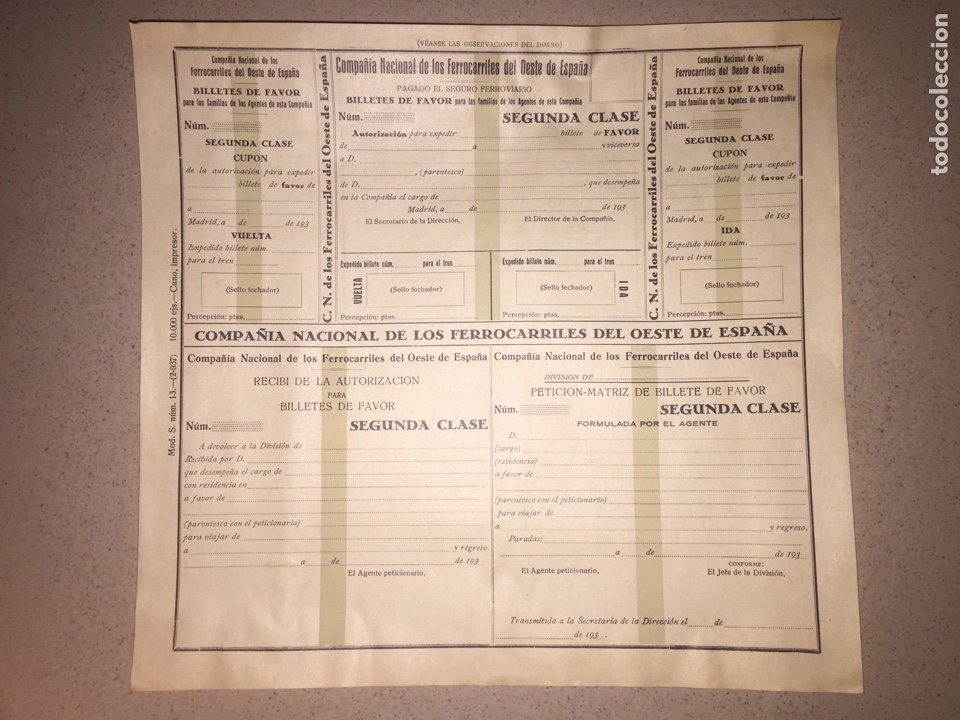 (VÉANSE LAS OBSERVACIONES DEL DORSO)
Compañía Nacional de los
Ferrocarriles del Oeste de España
BILLETES DE FAVOR
para las familias de los Agentes de esta Compañía
Núm.
SEGUNDA CLASE
CUPON
de la autorización para expedir
billete de favor de
a
Madrid, a de de 193
VUELTA
Expedido billete núm.
para el tren
(Sello fechador)
Percepción: ptas.
C. N. de los Ferrocarriles del Oeste de España
Compañía Nacional de los Ferrocarriles del Oeste de España
PAGADO EL SEGURO FERROVIARIO
BILLETES DE FAVOR para las familias de los Agentes de esta Compañía
Núm. SEGUNDA CLASE
Autorización para expedir billete de FAVOR
de a y viceversa
a D.
, (parentesco)
de D. , que desempeña
en la Compañía el cargo de
Madrid, a de de 193
El Secretario de la Dirección, El Director de la Compañía,
Expedido billete núm. para el tren
VUELTA
(Sello fechador)
Percepción: ptas.
Expedido billete núm. para el tren
(Sello fechador)
IDA
Percepción: ptas.
C. N. de los Ferrocarriles del Oeste de España
Compañía Nacional de los
Ferrocarriles del Oeste de España
BILLETES DE FAVOR
para las familias de los Agentes de esta Compañía
Núm.
SEGUNDA CLASE
CUPON
de la autorización para expedir
billete de favor de
a
Madrid, a de de 193
IDA
Expedido billete núm.
para el tren
(Sello fechador)
Percepción: ptas.
COMPAÑIA NACIONAL DE LOS FERROCARRILES DEL OESTE DE ESPAÑA
Compañía Nacional de los Ferrocarriles del Oeste de España
RECIBI DE LA AUTORIZACION
PARA
BILLETES DE FAVOR
Núm. SEGUNDA CLASE
A devolver a la División de
Recibida por D.
que desempeña el cargo de
con residencia en
a favor de
(parentesco con el peticionario)
para viajar de
a y regreso.
a de de 193
El Agente peticionario,
Compañía Nacional de los Ferrocarriles del Oeste de España
DIVISION DE
PETICION-MATRIZ DE BILLETE DE FAVOR
Núm. SEGUNDA CLASE
FORMULADA POR EL AGENTE
D.
(cargo)
(residencia)
a favor de
(parentesco con el peticionario)
para viajar de
a y regreso.
Paradas:
a de de 193
CONFORME:
El Agente peticionario, El Jefe de la División,
Transmitida a la Secretaría de la Dirección el de
de 193 .
Mod. S. núm. 13.—(2-937) 10.000 ejs.—Cano, impresor.
todocoleccion